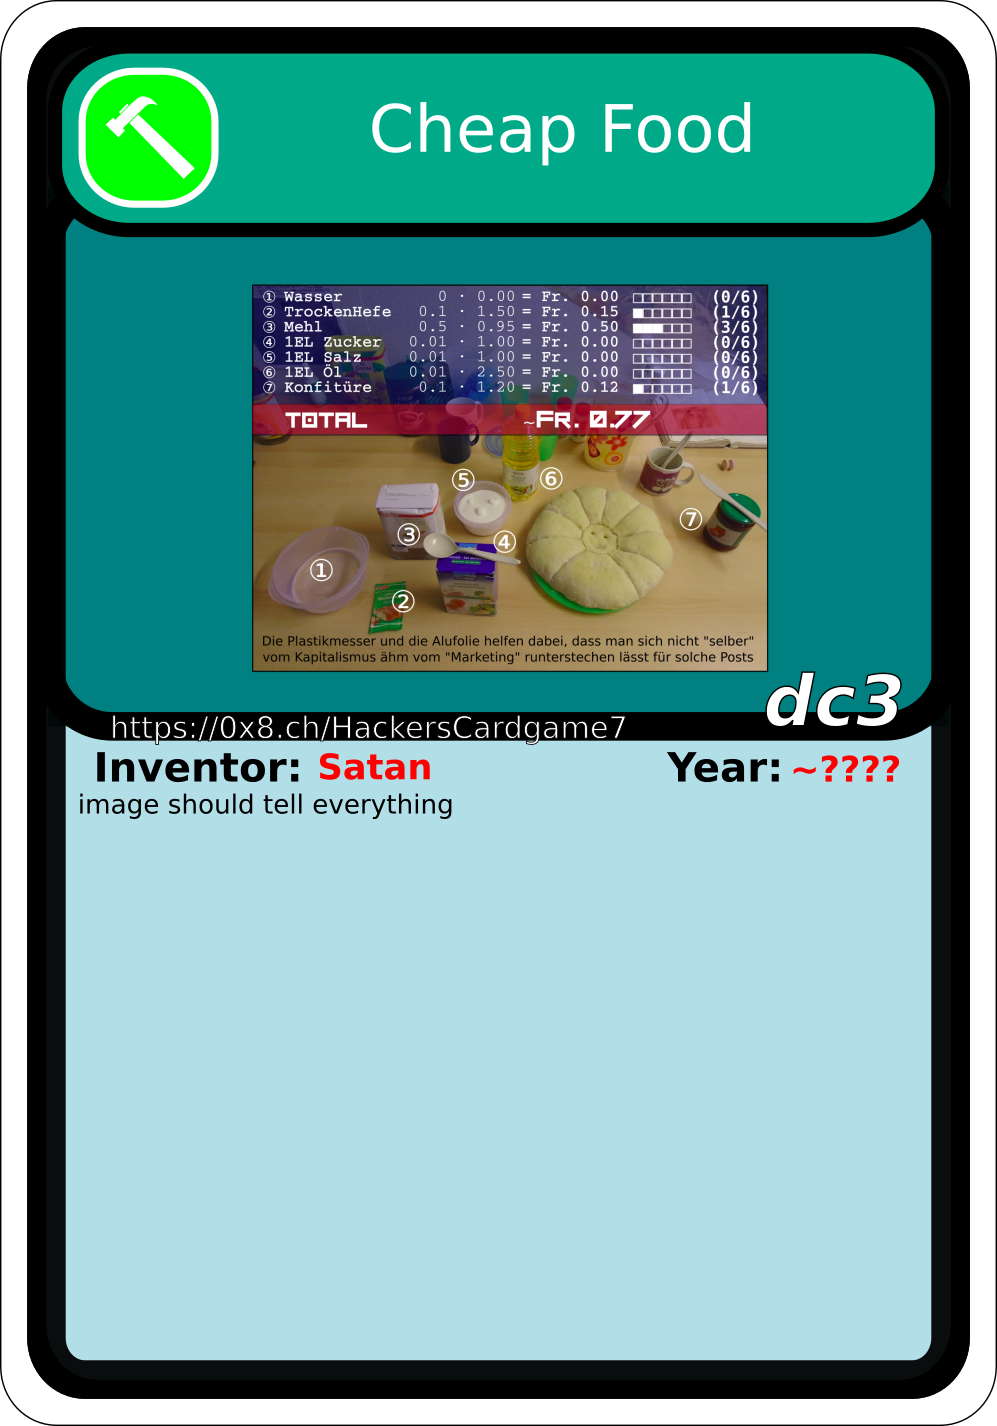 Cheap Food
① Wasser 0 · 0.00 = Fr. 0.00 □□□□□□ (0/6)
② TrockenHefe 0.1 · 1.50 = Fr. 0.15 ■□□□□□ (1/6)
③ Mehl 0.5 · 0.95 = Fr. 0.50 ■■■□□□ (3/6)
④ 1EL Zucker 0.01 · 1.00 = Fr. 0.00 □□□□□□ (0/6)
⑤ 1EL Salz 0.01 · 1.00 = Fr. 0.00 □□□□□□ (0/6)
⑥ 1EL Öl 0.01 · 2.50 = Fr. 0.00 □□□□□□ (0/6)
⑦ Konfitüre 0.1 · 1.20 = Fr. 0.12 ■□□□□□ (1/6)
TOTAL ~FR. 0.77
⑤ ⑥
③ ④ ⑦
① ②
Die Plastikmesser und die Alufolie helfen dabei, dass man sich nicht "selber"
vom Kapitalismus ähm vom "Marketing" runterstechen lässt für solche Posts
dc3
https://0x8.ch/HackersCardgame7
Inventor: Satan Year: ~????
image should tell everything